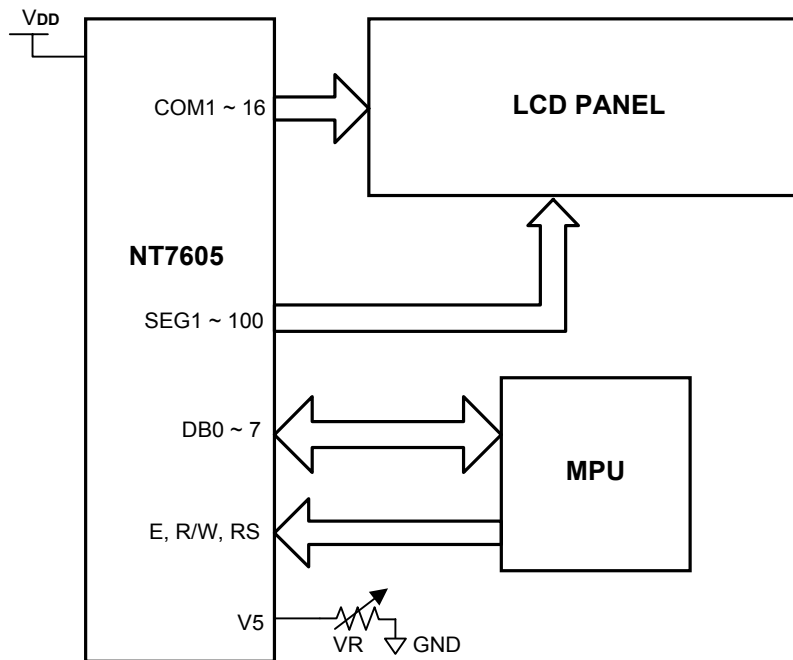 VDD
COM1 ~ 16
LCD PANEL
NT7605
SEG1 ~ 100
DB0 ~ 7
MPU
E, R/W, RS
V5
VR
GND